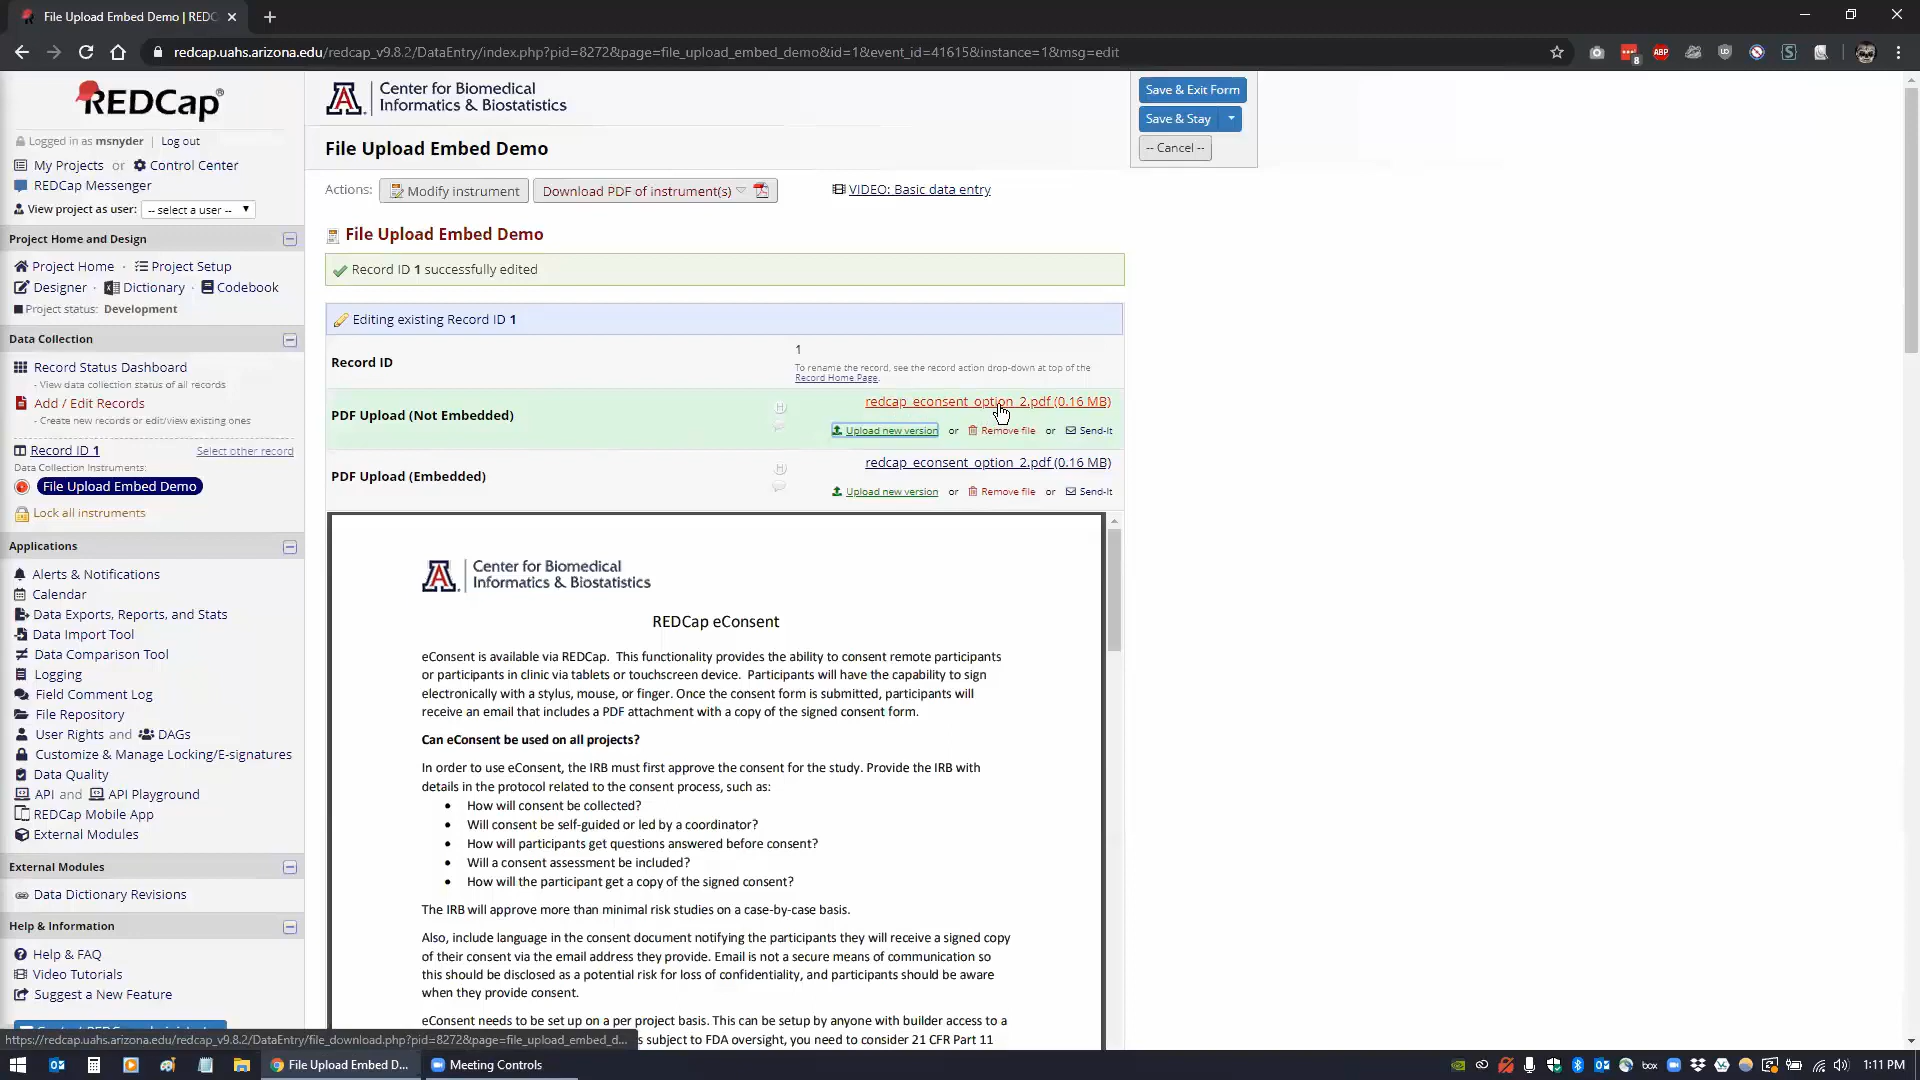 File Upload Embed Demo | REDC
redcap.uahs.arizona.edu/redcap_v9.8.2/DataEntry/index.php?pid=8272&page=file_upload_embed_demo&id=1&event_id=41615&instance=1&msg=edit
REDCap
Logged in as msnyder | Log out
My Projects or Control Center
REDCap Messenger
View project as user: -- select a user --
Project Home and Design
Project Home · Project Setup
Designer · Dictionary · Codebook
Project status: Development
Data Collection
Record Status Dashboard
- View data collection status of all records
Add / Edit Records
- Create new records or edit/view existing ones
Record ID 1 Select other record
Data Collection Instruments:
File Upload Embed Demo
Lock all instruments
Applications
Alerts & Notifications
Calendar
Data Exports, Reports, and Stats
Data Import Tool
Data Comparison Tool
Logging
Field Comment Log
File Repository
User Rights and DAGs
Customize & Manage Locking/E-signatures
Data Quality
API and API Playground
REDCap Mobile App
External Modules
External Modules
Data Dictionary Revisions
Help & Information
Help & FAQ
Video Tutorials
Suggest a New Feature
Center for Biomedical
Informatics & Biostatistics
Save & Exit Form
Save & Stay
-- Cancel --
File Upload Embed Demo
Actions: Modify instrument Download PDF of instrument(s) VIDEO: Basic data entry
File Upload Embed Demo
Record ID 1 successfully edited
Editing existing Record ID 1
Record ID
1
To rename the record, see the record action drop-down at top of the
Record Home Page.
PDF Upload (Not Embedded)
redcap_econsent_option_2.pdf (0.16 MB)
Upload new version or Remove file or Send-It
PDF Upload (Embedded)
redcap_econsent_option_2.pdf (0.16 MB)
Upload new version or Remove file or Send-It
Center for Biomedical
Informatics & Biostatistics
REDCap eConsent
eConsent is available via REDCap. This functionality provides the ability to consent remote participants
or participants in clinic via tablets or touchscreen device. Participants will have the capability to sign
electronically with a stylus, mouse, or finger. Once the consent form is submitted, participants will
receive an email that includes a PDF attachment with a copy of the signed consent form.
Can eConsent be used on all projects?
In order to use eConsent, the IRB must first approve the consent for the study. Provide the IRB with
details in the protocol related to the consent process, such as:
• How will consent be collected?
• Will consent be self-guided or led by a coordinator?
• How will participants get questions answered before consent?
• Will a consent assessment be included?
• How will the participant get a copy of the signed consent?
The IRB will approve more than minimal risk studies on a case-by-case basis.
Also, include language in the consent document notifying the participants they will receive a signed copy
of their consent via the email address they provide. Email is not a secure means of communication so
this should be disclosed as a potential risk for loss of confidentiality, and participants should be aware
when they provide consent.
eConsent needs to be set up on a per project basis. This can be setup by anyone with builder access to a
s subject to FDA oversight, you need to consider 21 CFR Part 11
https://redcap.uahs.arizona.edu/redcap_v9.8.2/DataEntry/file_download.php?pid=8272&page=file_upload_embed_d...
File Upload Embed D...
Meeting Controls
box
1:11 PM